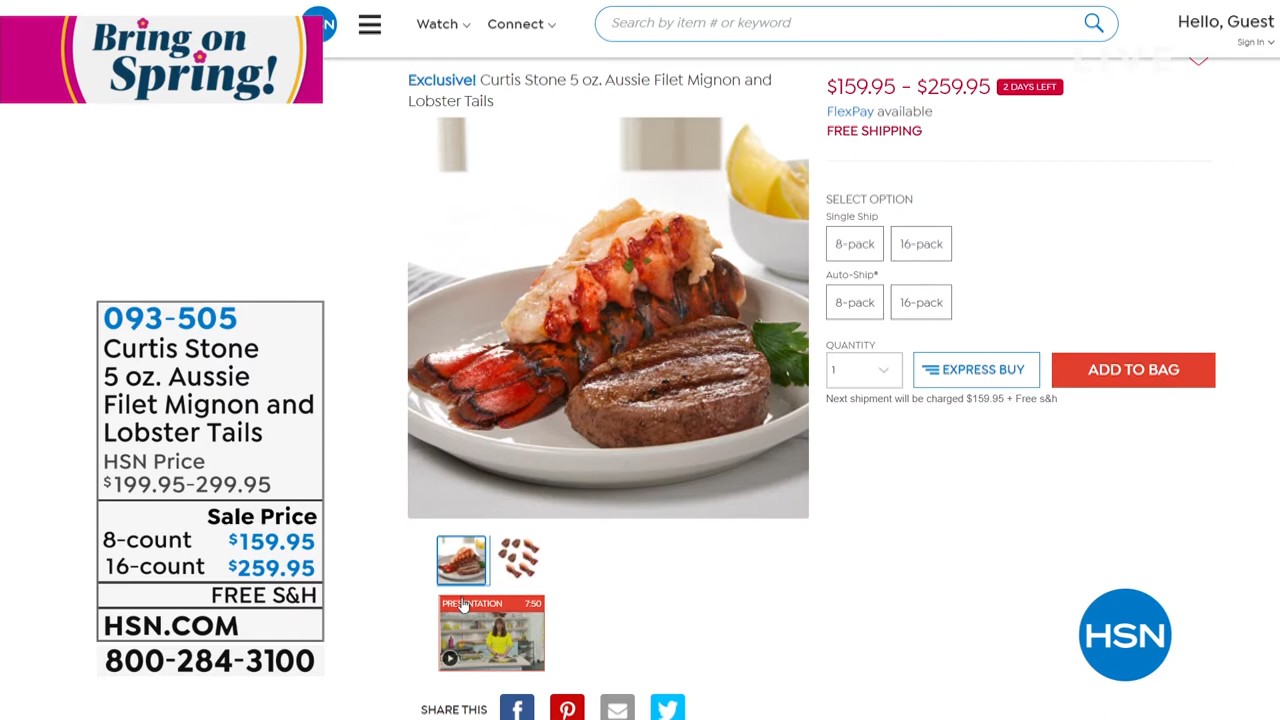 Bring on
Spring!
HSN
Watch
Connect
Search by item # or keyword
Hello, Guest
Sign In
LIVE
Exclusive! Curtis Stone 5 oz. Aussie Filet Mignon and
Lobster Tails
$159.95 - $259.95 2 DAYS LEFT
FlexPay available
FREE SHIPPING
SELECT OPTION
Single Ship
8-pack 16-pack
Auto-Ship*
8-pack 16-pack
QUANTITY
1 EXPRESS BUY ADD TO BAG
Next shipment will be charged $159.95 + Free s&h
093-505
Curtis Stone
5 oz. Aussie
Filet Mignon and
Lobster Tails
HSN Price
$199.95-299.95
Sale Price
8-count $159.95
16-count $259.95
FREE S&H
HSN.COM
800-284-3100
PRESENTATION 7:50
SHARE THIS
HSN